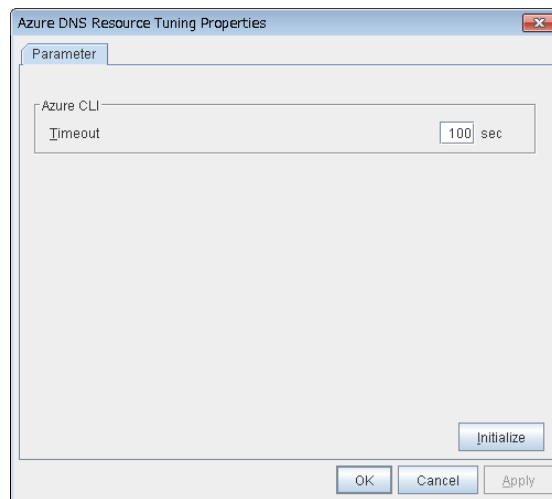 Azure DNS Resource Tuning Properties
Parameter
Azure CLI
Timeout 100 sec
Initialize
OK Cancel Apply